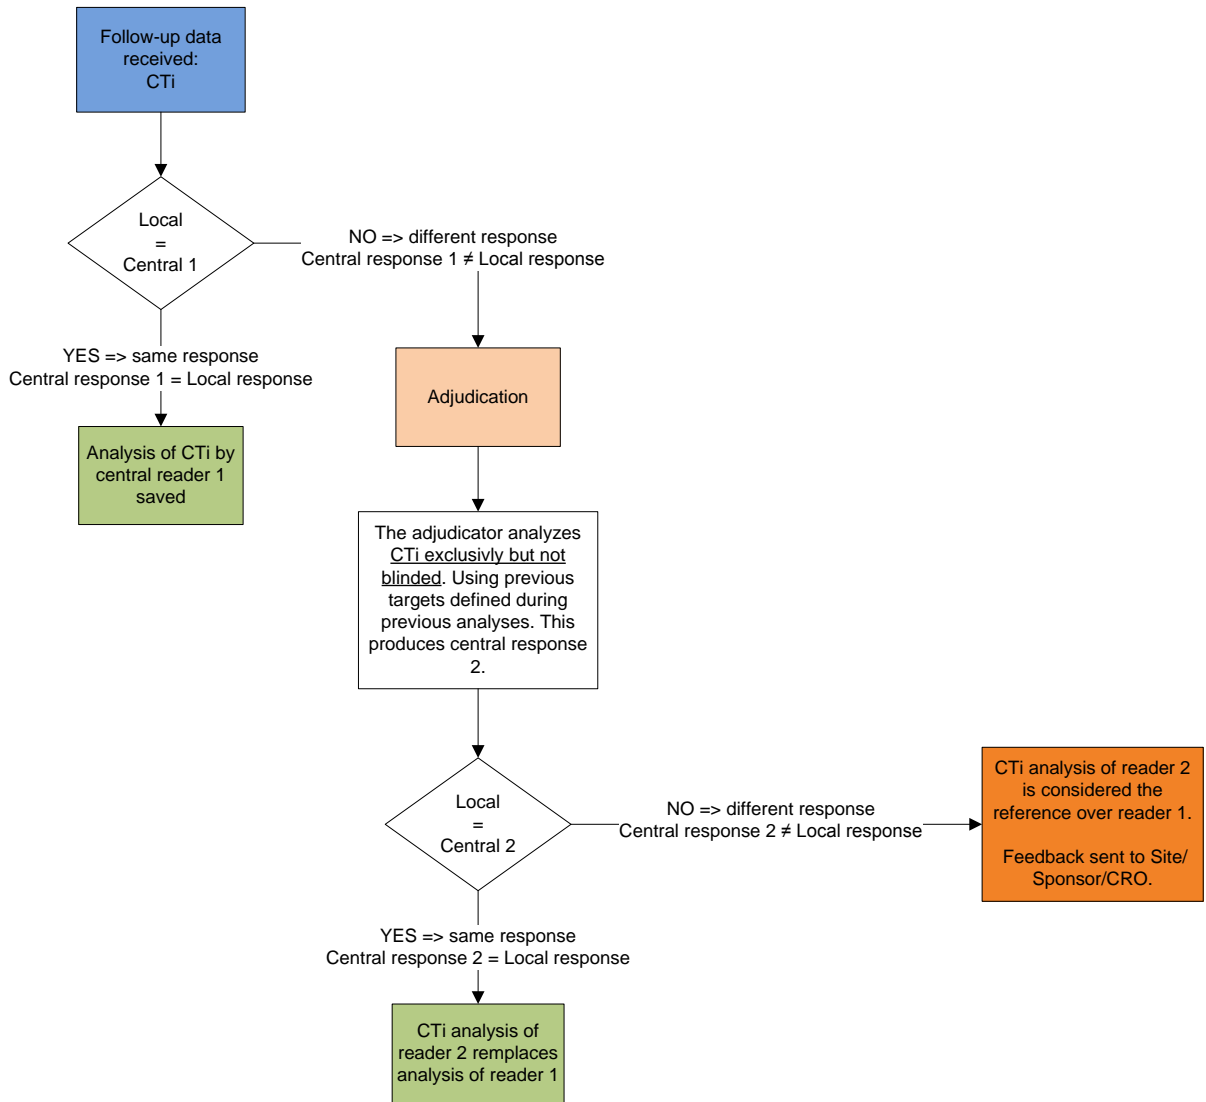 Follow-up data
received:
CTi
Local
=
Central 1
NO => different response
Central response 1 ≠ Local response
YES => same response
Central response 1 = Local response
Analysis of CTi by
central reader 1
saved
Adjudication
The adjudicator analyzes
CTi exclusivly but not
blinded. Using previous
targets defined during
previous analyses. This
produces central response
2.
Local
=
Central 2
NO => different response
Central response 2 ≠ Local response
CTi analysis of reader 2
is considered the
reference over reader 1.
Feedback sent to Site/
Sponsor/CRO.
YES => same response
Central response 2 = Local response
CTi analysis of
reader 2 remplaces
analysis of reader 1